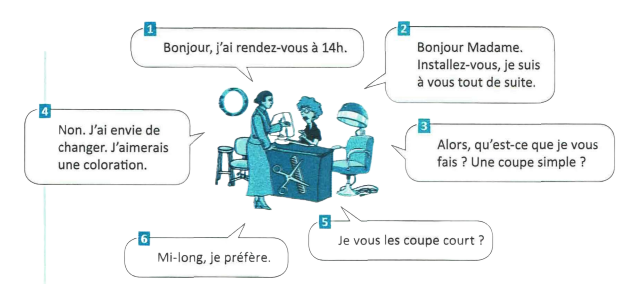 1
Bonjour, j'ai rendez-vous à 14h.
2
Bonjour Madame.
Installez-vous, je suis
à vous tout de suite.
3
Alors, qu'est-ce que je vous
fais ? Une coupe simple ?
4
Non. J'ai envie de
changer. J'aimerais
une coloration.
5
Je vous les coupe court ?
6
Mi-long, je préfère.